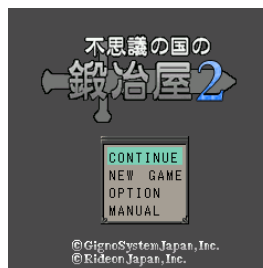 不思議の国の
鍛冶屋2
CONTINUE
NEW GAME
OPTION
MANUAL
©GignoSystemJapan,Inc.
©RideonJapan,Inc.